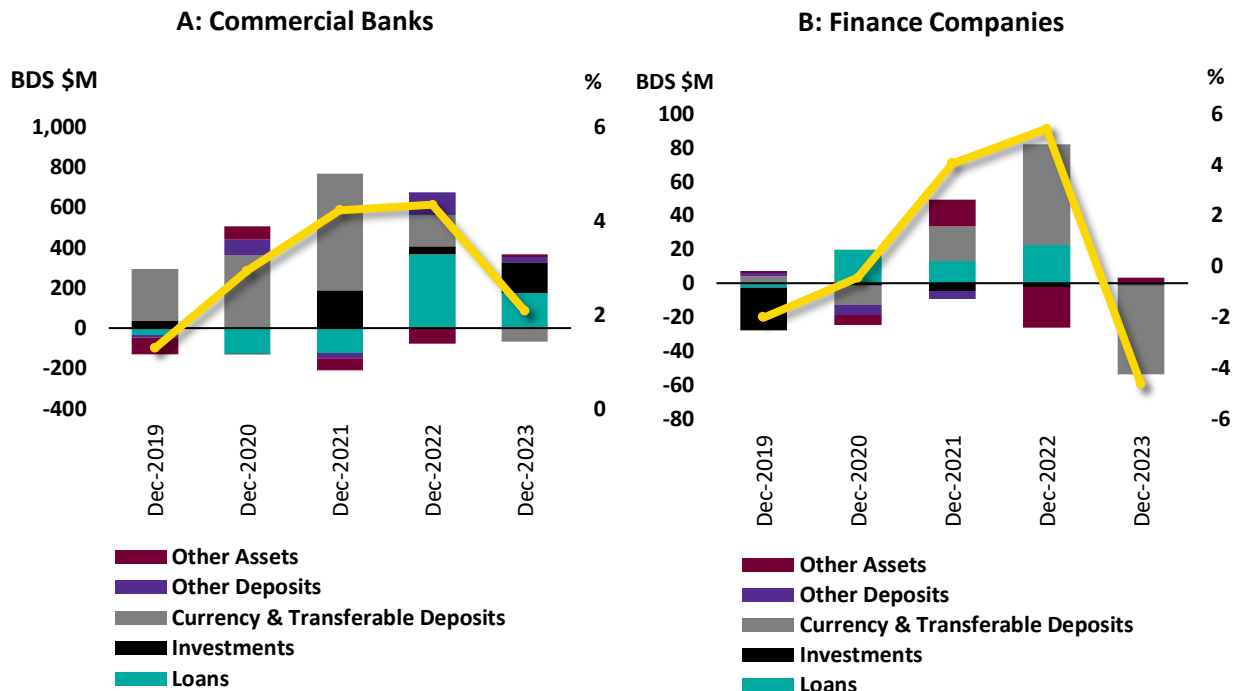 A: Commercial Banks
BDS $M
%
1,000
800
600
400
200
0
-200
-400
6
4
2
0
Dec-2019
Dec-2020
Dec-2021
Dec-2022
Dec-2023
Other Assets
Other Deposits
Currency & Transferable Deposits
Investments
Loans
B: Finance Companies
BDS $M
%
100
80
60
40
20
0
-20
-40
-60
-80
6
4
2
0
-2
-4
-6
Dec-2019
Dec-2020
Dec-2021
Dec-2022
Dec-2023
Other Assets
Other Deposits
Currency & Transferable Deposits
Investments
Loans